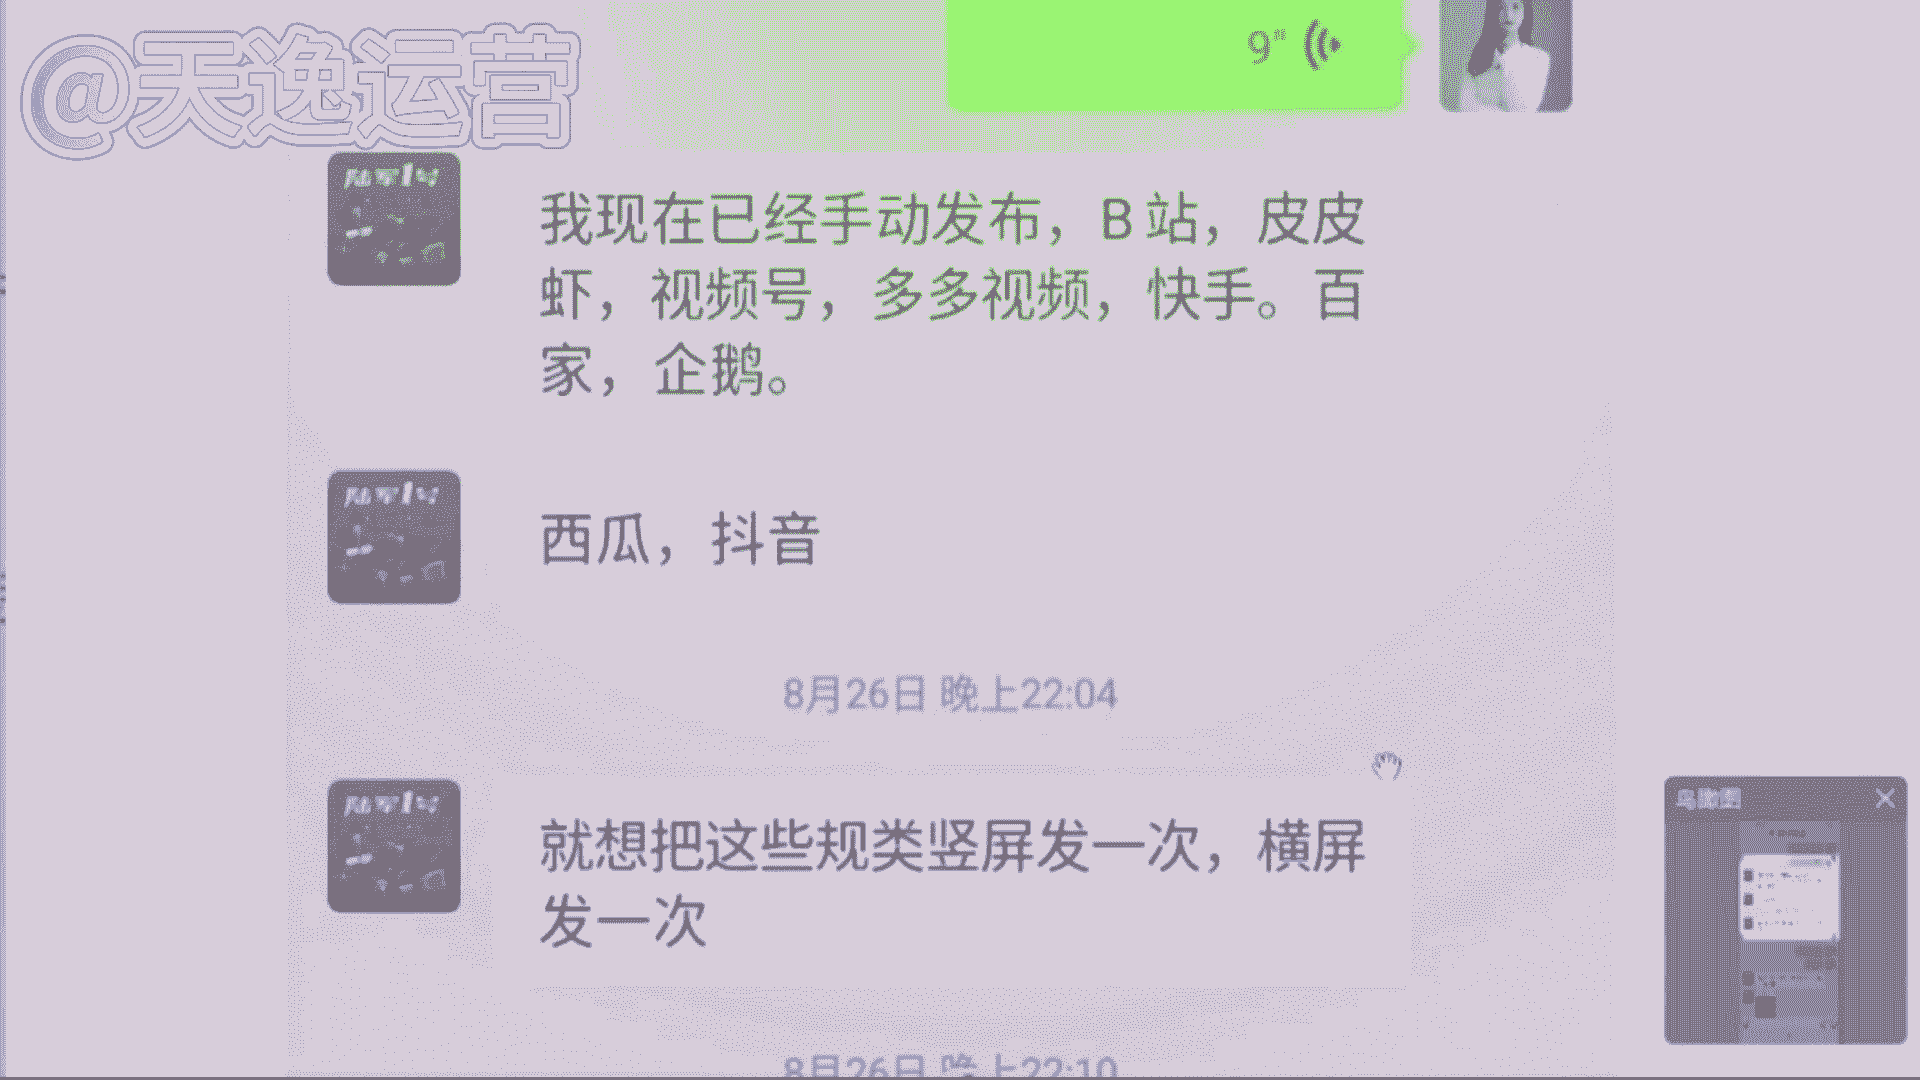 @天逸运营
9"
我现在已经手动发布，B 站，皮皮
虾，视频号，多多视频，快手。百
家，企鹅。
西瓜，抖音
8月26日 晚上22:04
就想把这些规类竖屏发一次，横屏
发一次
鸟瞰图
8月26日 晚上22:10